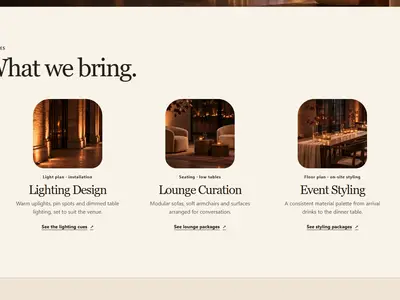 What we bring.
Light plan · installation
Lighting Design
Warm uplights, pin spots and dimmed table
lighting, set to suit the venue.
See the lighting cues ↗
Seating · low tables
Lounge Curation
Modular sofas, soft armchairs and surfaces
arranged for conversation.
See lounge packages ↗
Floor plan · on-site styling
Event Styling
A consistent material palette from arrival
drinks to the dinner table.
See styling packages ↗